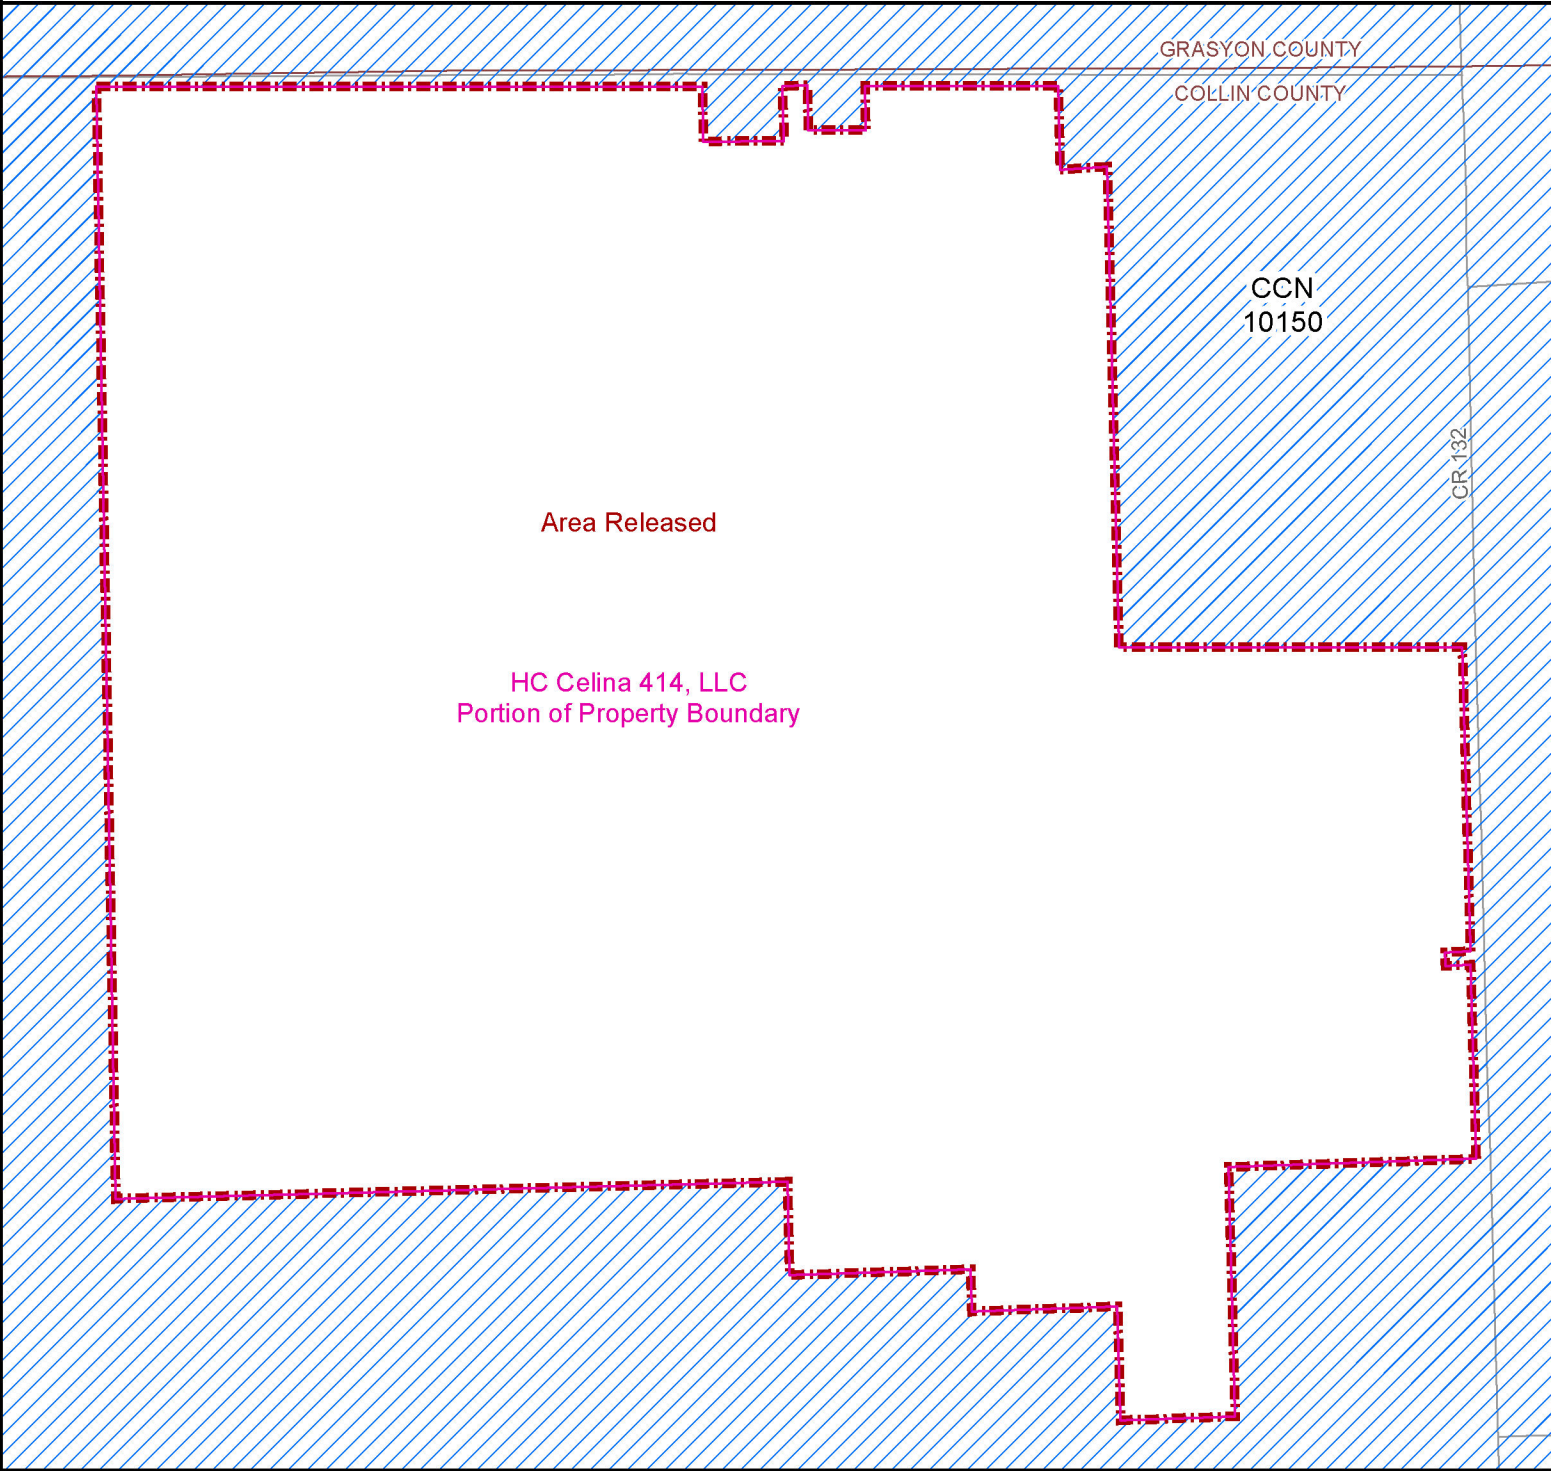 GRASYON COUNTY
COLLIN COUNTY
CCN
10150
CR 132
Area Released
HC Celina 414, LLC
Portion of Property Boundary